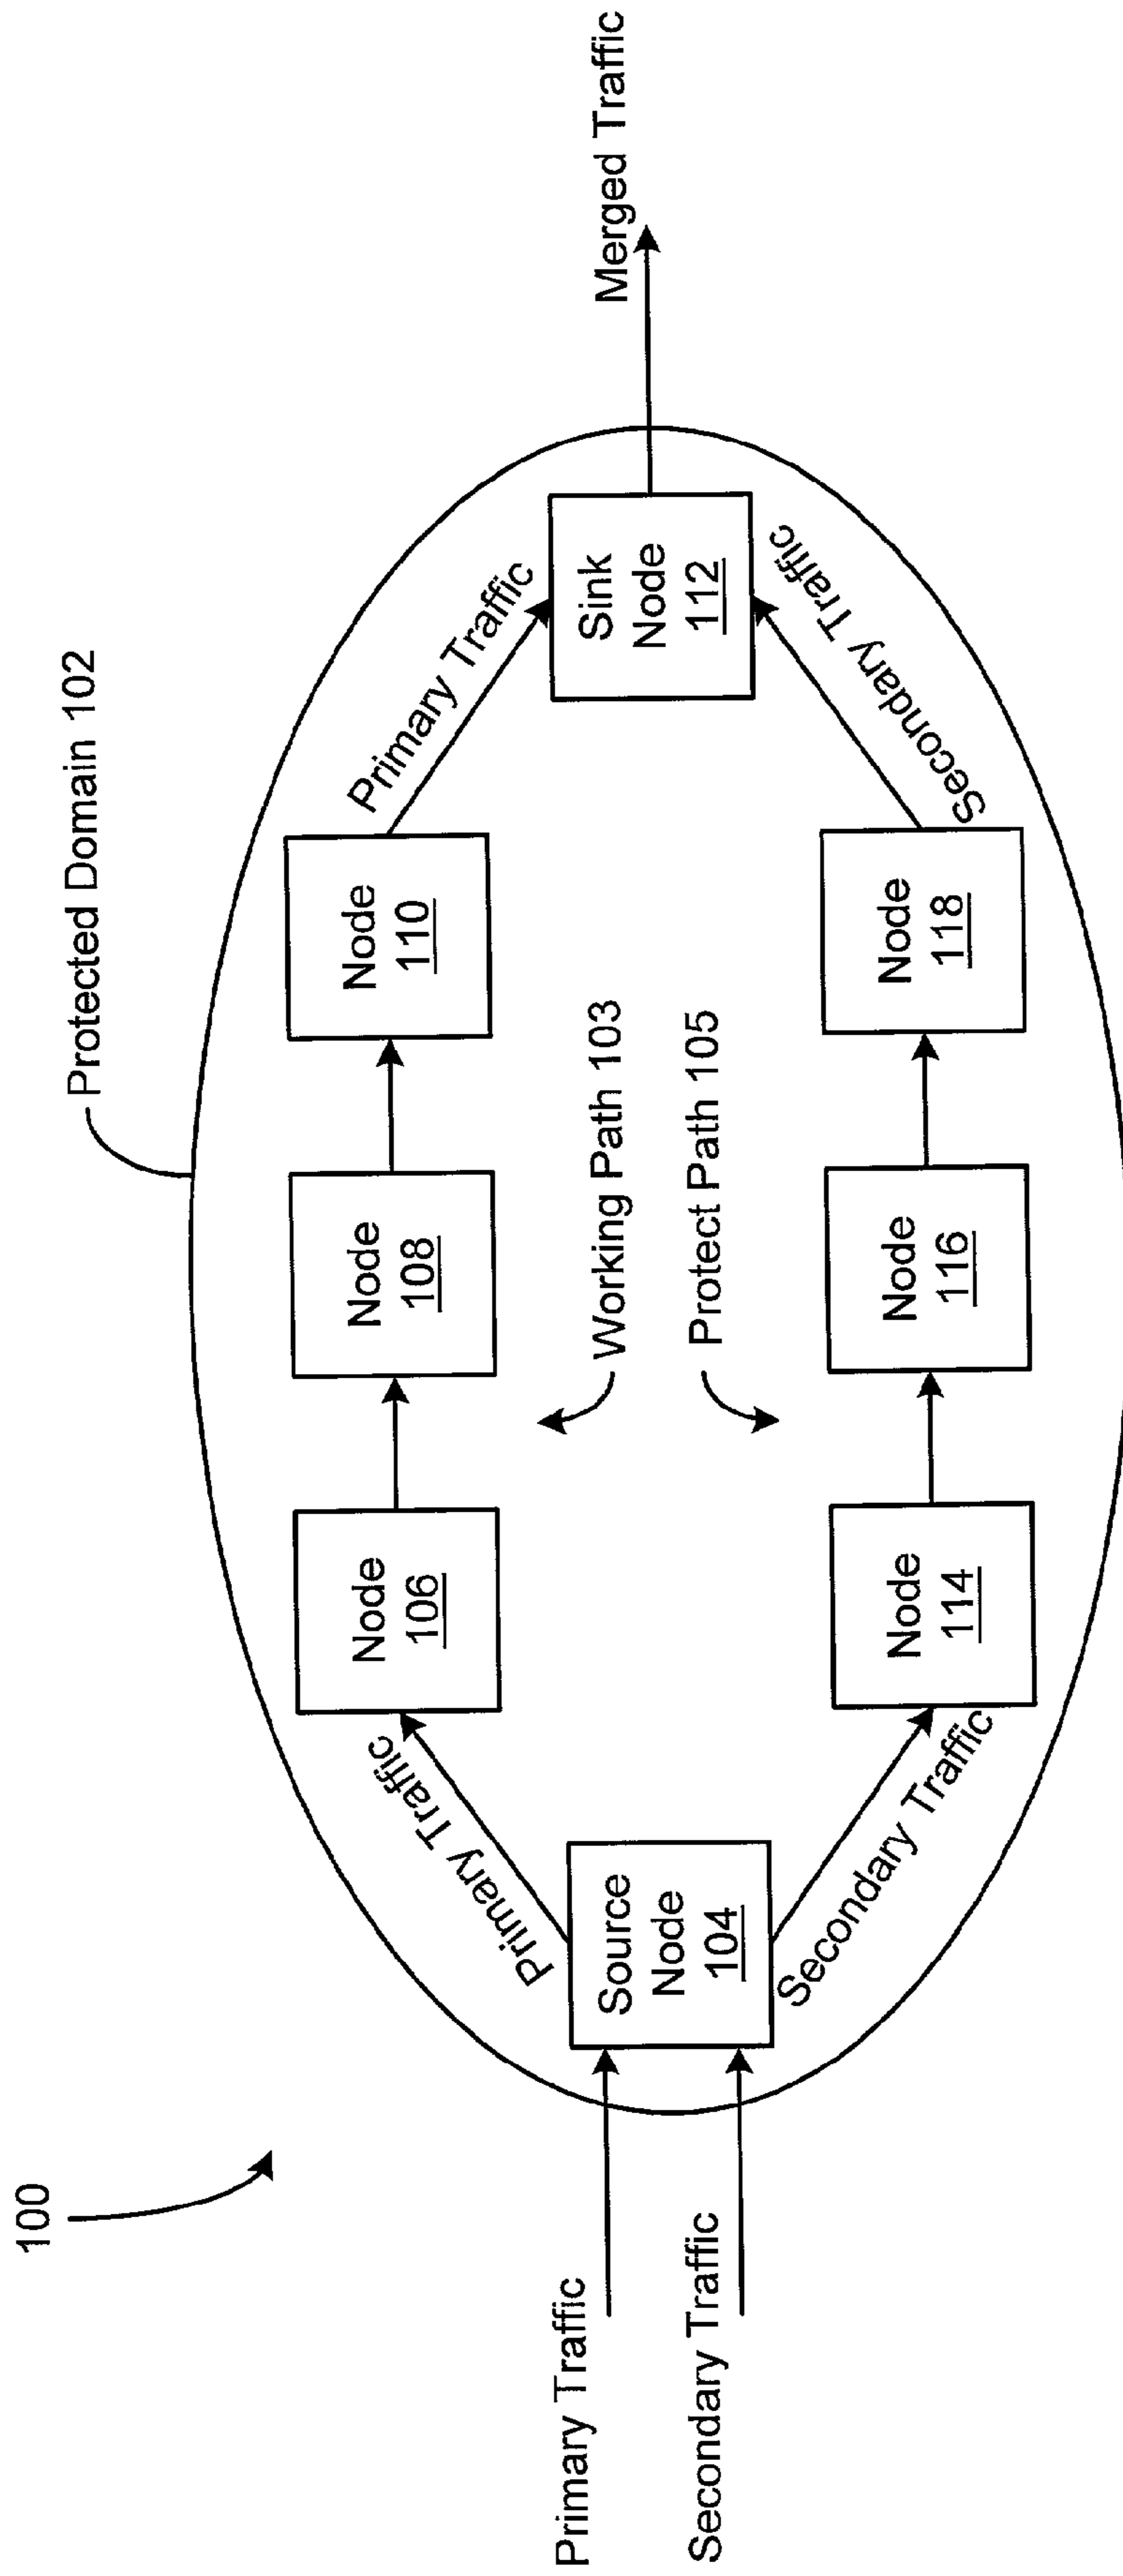 100
Protected Domain 102
Primary Traffic
Secondary Traffic
Source
Node
104
Primary Traffic
Secondary Traffic
Node
106
Node
108
Node
110
Working Path 103
Protect Path 105
Node
114
Node
116
Node
118
Primary Traffic
Secondary Traffic
Sink
Node
112
Merged Traffic